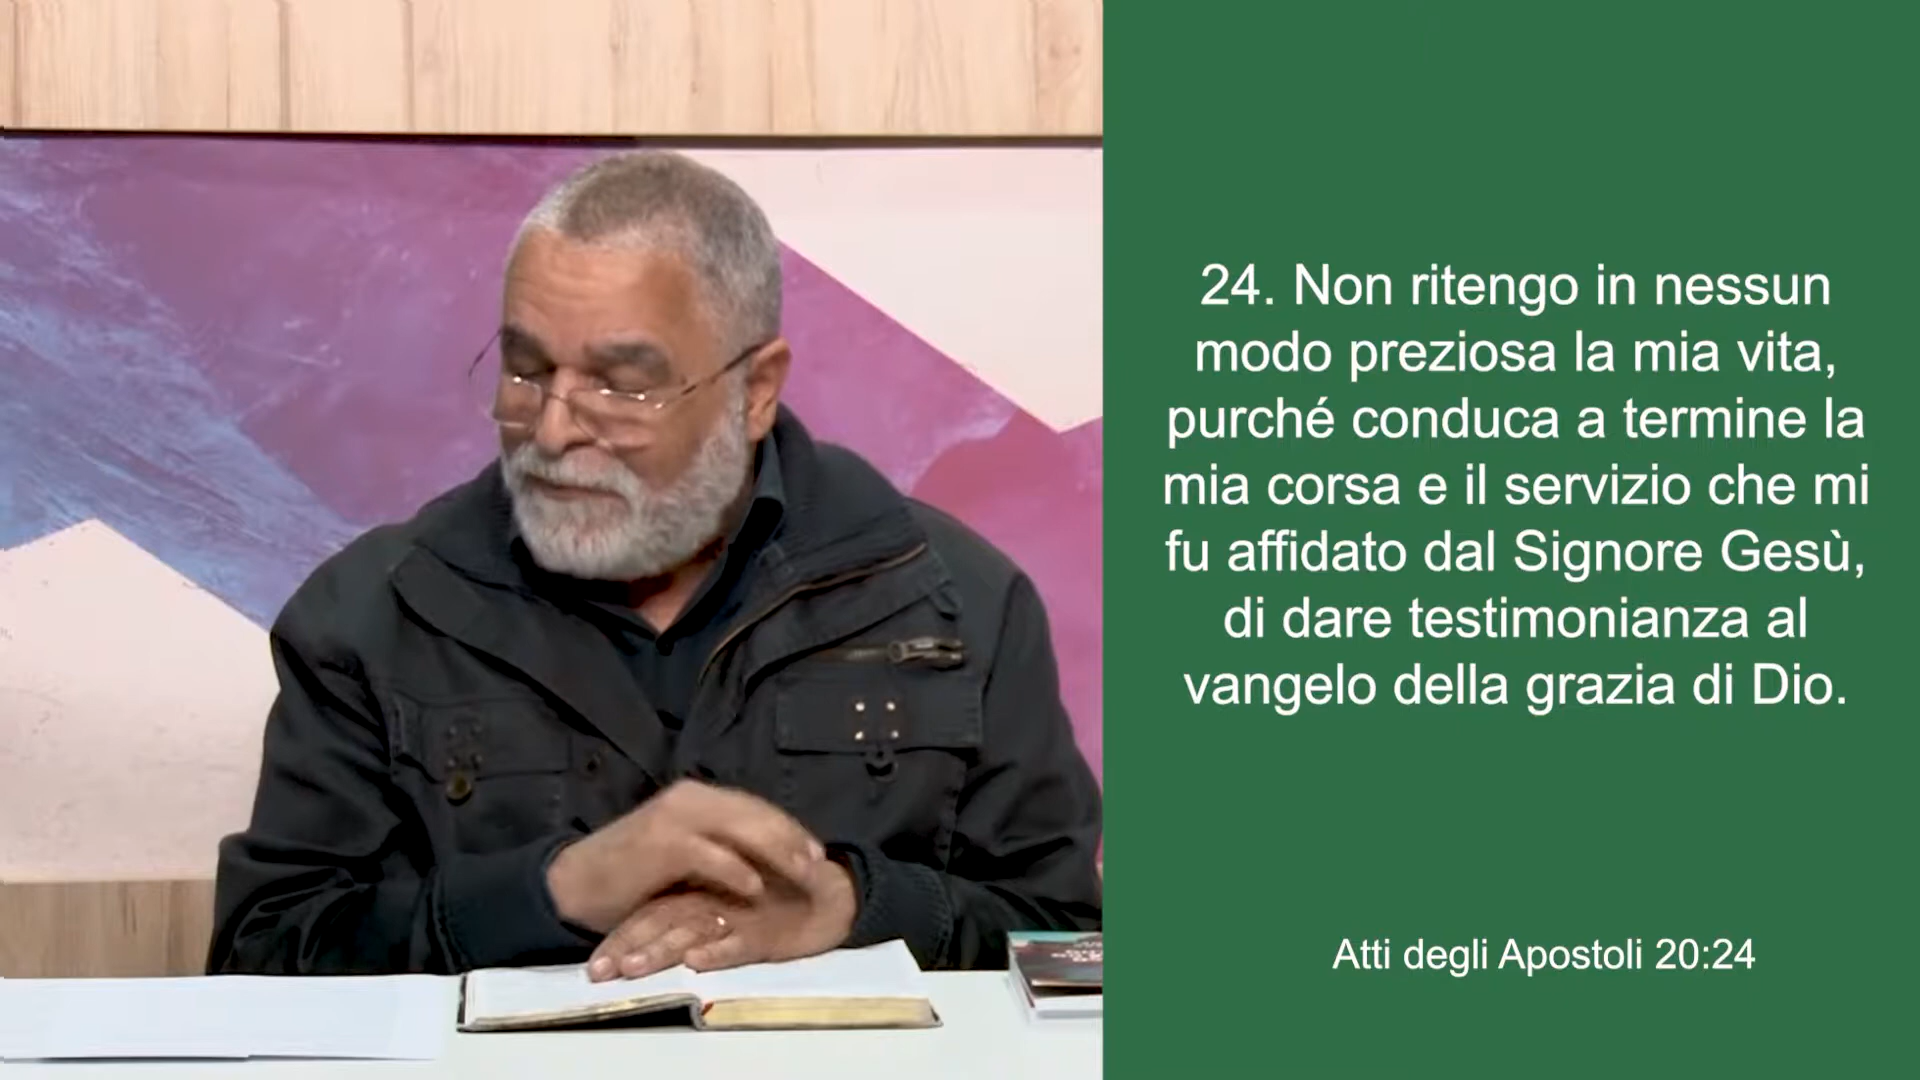 24. Non ritengo in nessun
modo preziosa la mia vita,
purché conduca a termine la
mia corsa e il servizio che mi
fu affidato dal Signore Gesù,
di dare testimonianza al
vangelo della grazia di Dio.
Atti degli Apostoli 20:24